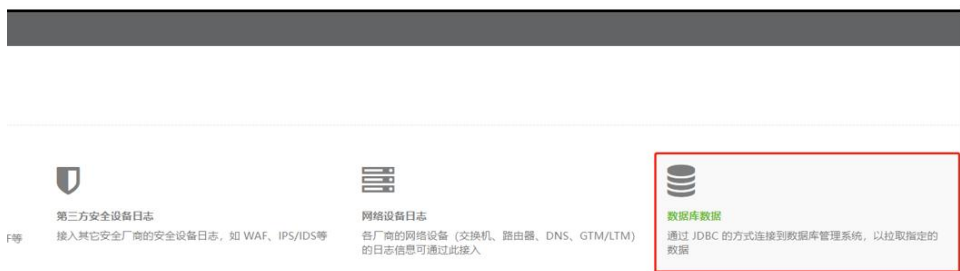 第三方安全设备日志
网络设备日志
数据库数据
等
接入其它安全厂商的安全设备日志，如 WAF、IPS/IDS等
各厂商的网络设备（交换机、路由器、DNS、GTM/LTM）
的日志信息可通过此接入
通过 JDBC 的方式连接到数据库管理系统，以拉取指定的
数据